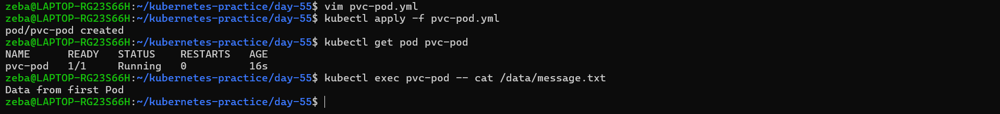 zeba@LAPTOP-RG23S66H:~/kubernetes-practice/day-55$ vim pvc-pod.yml
zeba@LAPTOP-RG23S66H:~/kubernetes-practice/day-55$ kubectl apply -f pvc-pod.yml
pod/pvc-pod created
zeba@LAPTOP-RG23S66H:~/kubernetes-practice/day-55$ kubectl get pod pvc-pod
NAME      READY   STATUS    RESTARTS   AGE
pvc-pod   1/1     Running   0          16s
zeba@LAPTOP-RG23S66H:~/kubernetes-practice/day-55$ kubectl exec pvc-pod -- cat /data/message.txt
Data from first Pod
zeba@LAPTOP-RG23S66H:~/kubernetes-practice/day-55$